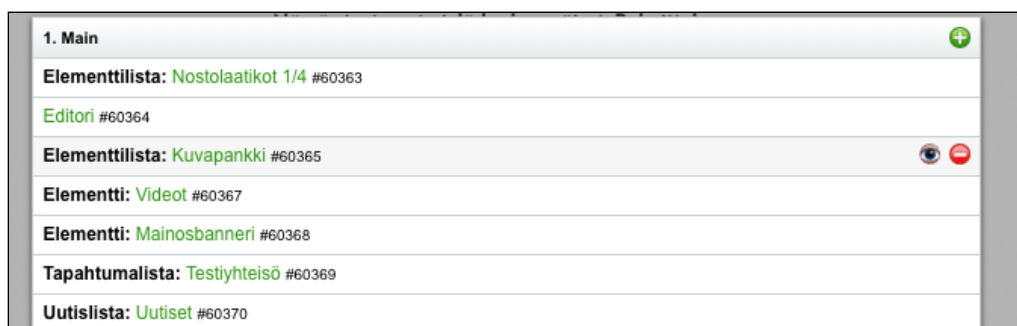 1. Main
Elementtilista: Nostolaatikot 1/4 #60363
Editori #60364
Elementtilista: Kuvapankki #60365
Elementti: Videot #60367
Elementti: Mainosbanneri #60368
Tapahtumalista: Testiyhteisö #60369
Uutislista: Uutiset #60370